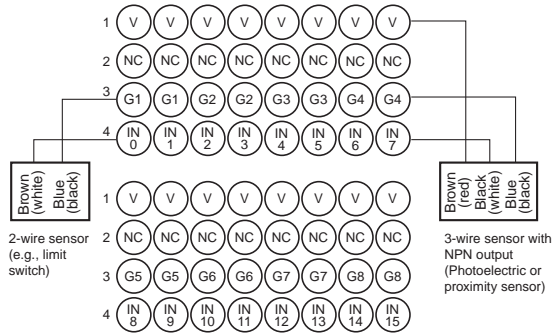 1 V V V V V V V V
2 NC NC NC NC NC NC NC NC
3 G1 G1 G2 G2 G3 G3 G4 G4
4 IN 0 IN 1 IN 2 IN 3 IN 4 IN 5 IN 6 IN 7
Brown (white)
Blue (black)
2-wire sensor
(e.g., limit
switch)
Brown (red)
Black (white)
Blue (black)
3-wire sensor with
NPN output
(Photoelectric or
proximity sensor)
1 V V V V V V V V
2 NC NC NC NC NC NC NC NC
3 G5 G5 G6 G6 G7 G7 G8 G8
4 IN 8 IN 9 IN 10 IN 11 IN 12 IN 13 IN 14 IN 15